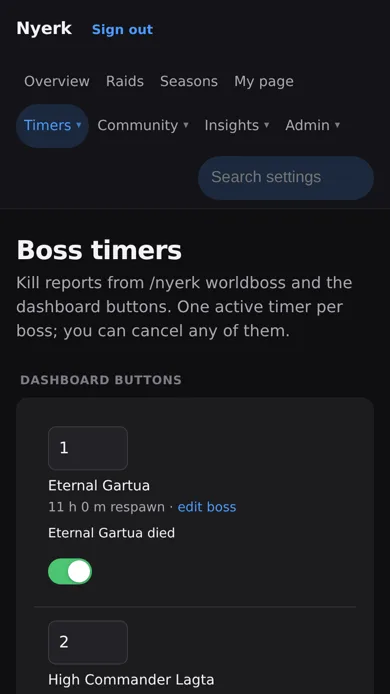 Nyerk Sign out
Overview Raids Seasons My page
Timers ▾ Community ▾ Insights ▾ Admin ▾
Search settings
Boss timers
Kill reports from /nyerk worldboss and the
dashboard buttons. One active timer per
boss; you can cancel any of them.
DASHBOARD BUTTONS
1
Eternal Gartua
11 h 0 m respawn · edit boss
Eternal Gartua died
2
High Commander Lagta